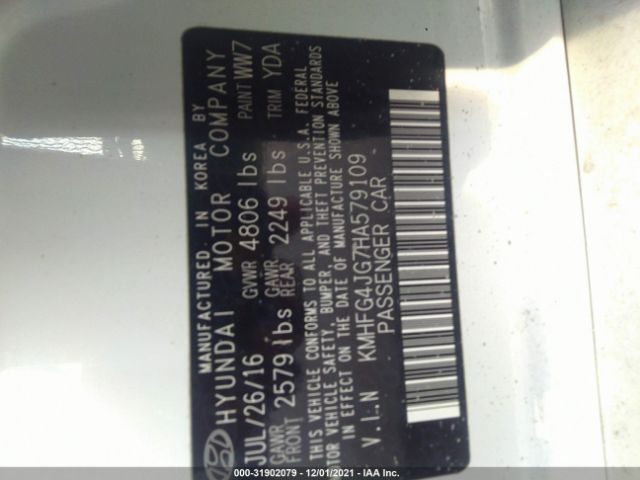 MANUFACTURED IN KOREA BY
HYUNDAI MOTOR COMPANY
JUL/26/16 GVWR 4806 lbs PAINT WW7
GAWR FRONT 2579 lbs GAWR REAR 2249 lbs TRIM YDA
THIS VEHICLE CONFORMS TO ALL APPLICABLE U.S.A. FEDERAL
MOTOR VEHICLE SAFETY, BUMPER, AND THEFT PREVENTION STANDARDS
IN EFFECT ON THE DATE OF MANUFACTURE SHOWN ABOVE
V.I.N KMHFG4JG7HA579109
PASSENGER CAR
000-31902079 - 12/01/2021 - IAA Inc.